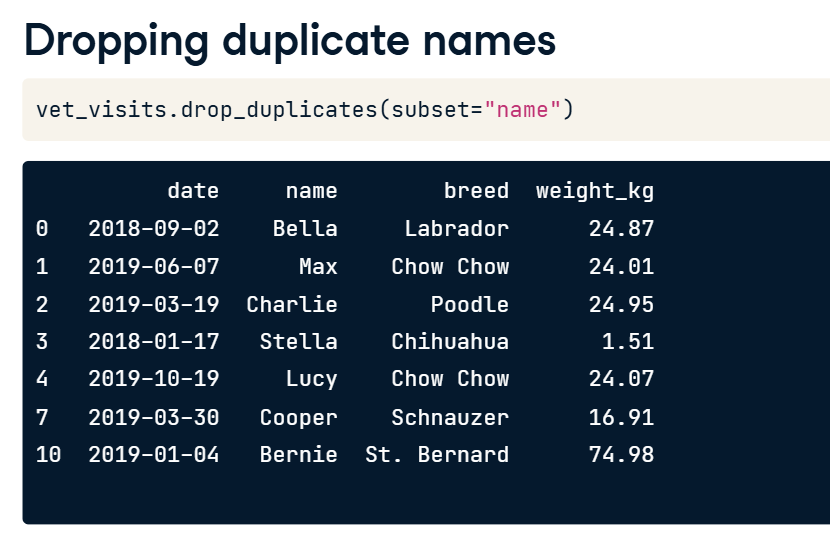 Dropping duplicate names
vet_visits.drop_duplicates(subset="name")
date name breed weight_kg
0 2018-09-02 Bella Labrador 24.87
1 2019-06-07 Max Chow Chow 24.01
2 2019-03-19 Charlie Poodle 24.95
3 2018-01-17 Stella Chihuahua 1.51
4 2019-10-19 Lucy Chow Chow 24.07
7 2019-03-30 Cooper Schnauzer 16.91
10 2019-01-04 Bernie St. Bernard 74.98